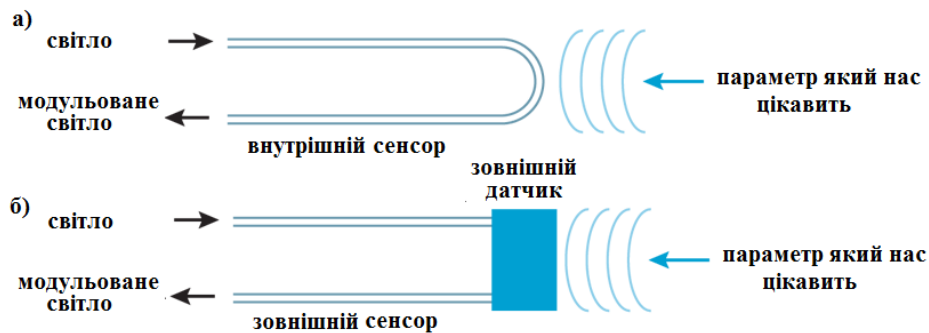 а)
світло
модульоване
світло
внутрішній сенсор
параметр який нас
цікавить
зовнішній
датчик
б)
світло
модульоване
світло
зовнішній сенсор
параметр який нас
цікавить